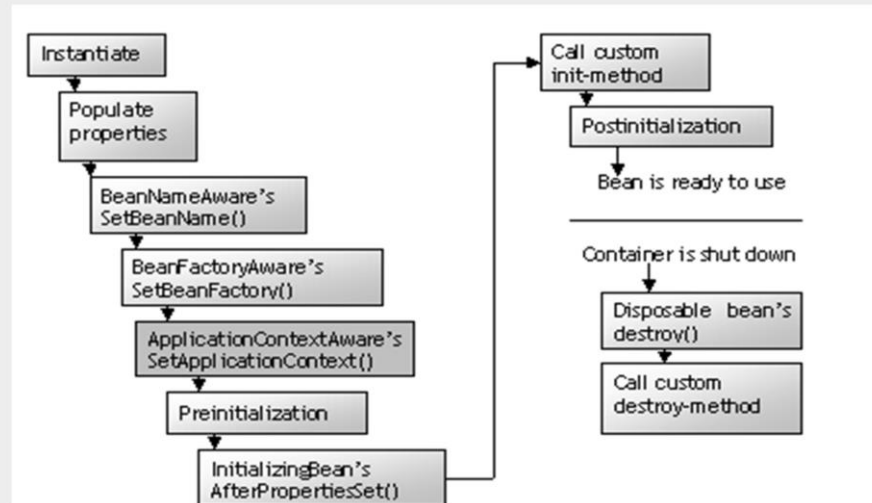 Instantiate
Populate
properties
BeanNameAware's
SetBeanName()
BeanFactoryAware's
SetBeanFactory()
ApplicationContextAware's
SetApplicationContext()
Preinitialization
InitializingBean's
AfterPropertiesSet()
Call custom
init-method
Postinitialization
Bean is ready to use
Container is shut down
Disposable bean's
destroy()
Call custom
destroy-method